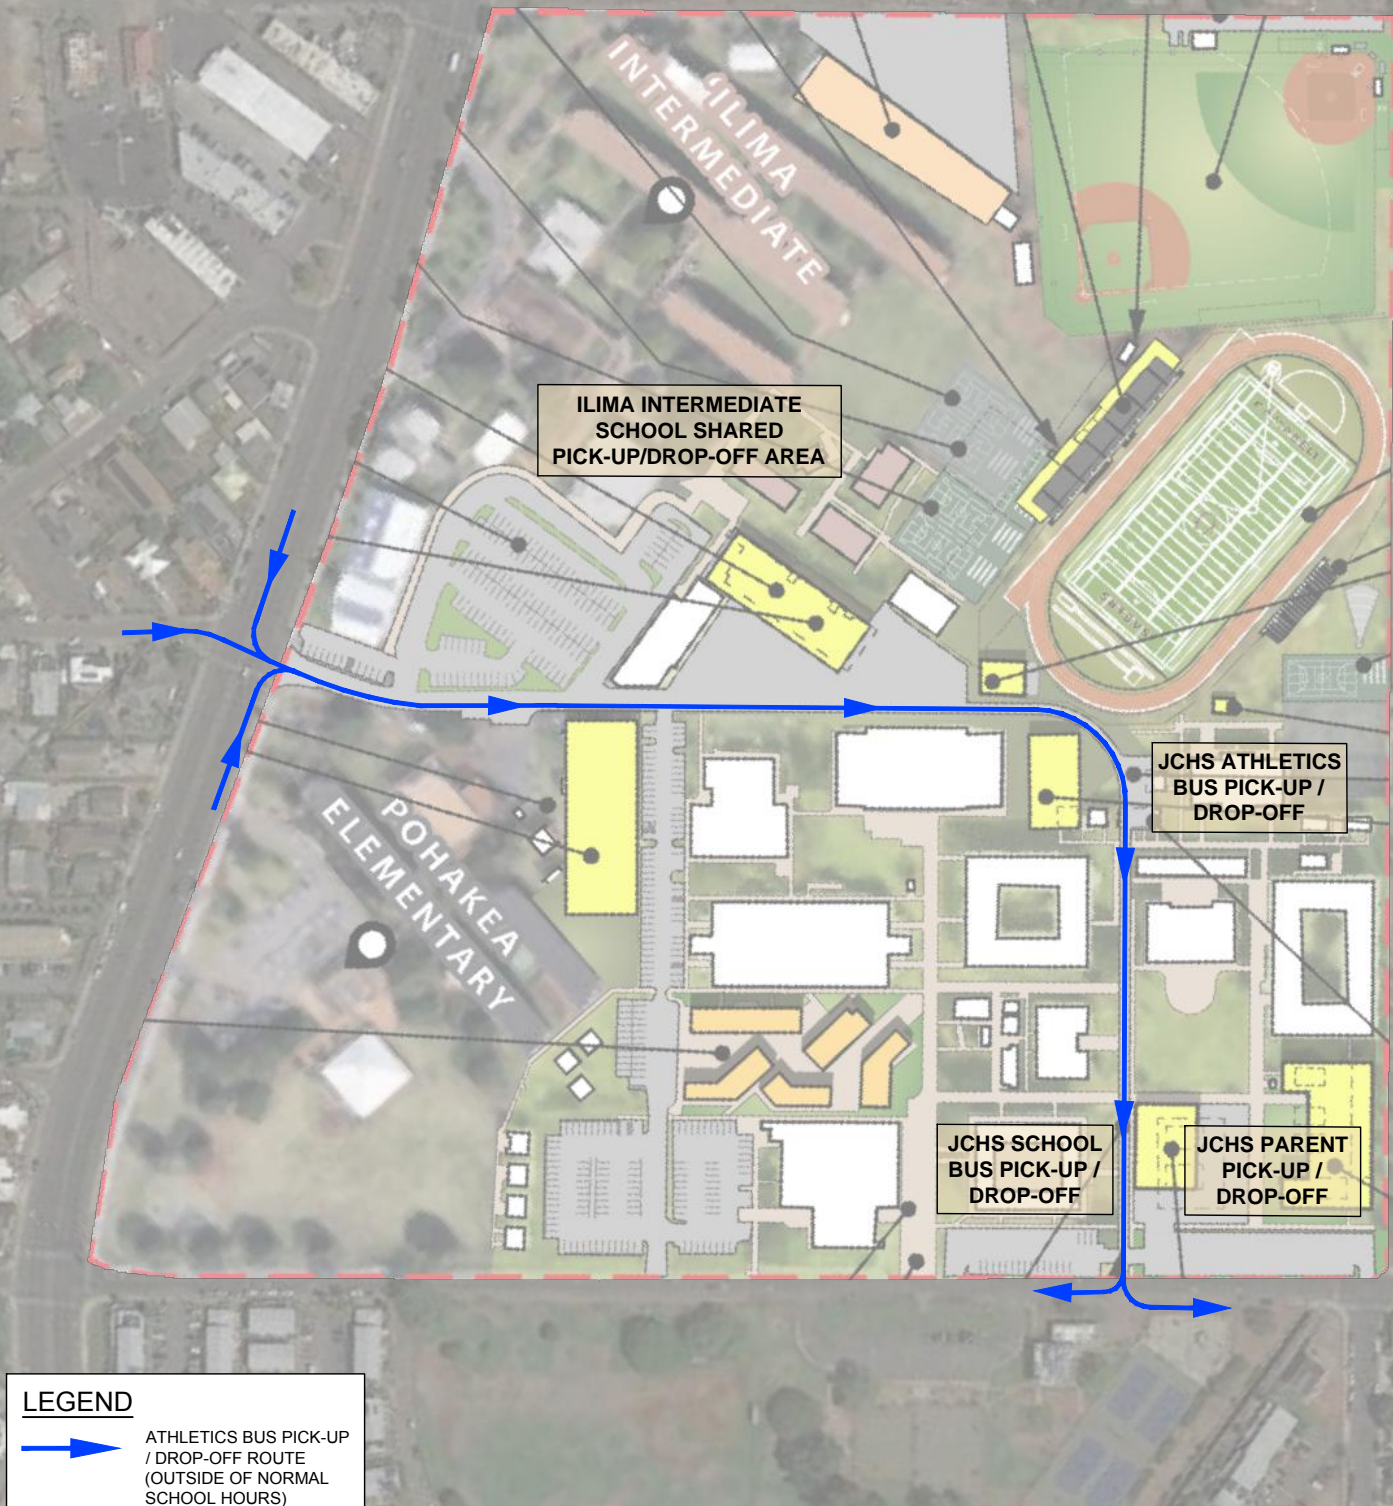 ‘ILIMA
INTERMEDIATE
ILIMA INTERMEDIATE
SCHOOL SHARED
PICK-UP/DROP-OFF AREA
JCHS ATHLETICS
BUS PICK-UP /
DROP-OFF
POHAKEA
ELEMENTARY
JCHS SCHOOL
BUS PICK-UP /
DROP-OFF
JCHS PARENT
PICK-UP /
DROP-OFF
LEGEND
ATHLETICS BUS PICK-UP
/ DROP-OFF ROUTE
(OUTSIDE OF NORMAL
SCHOOL HOURS)